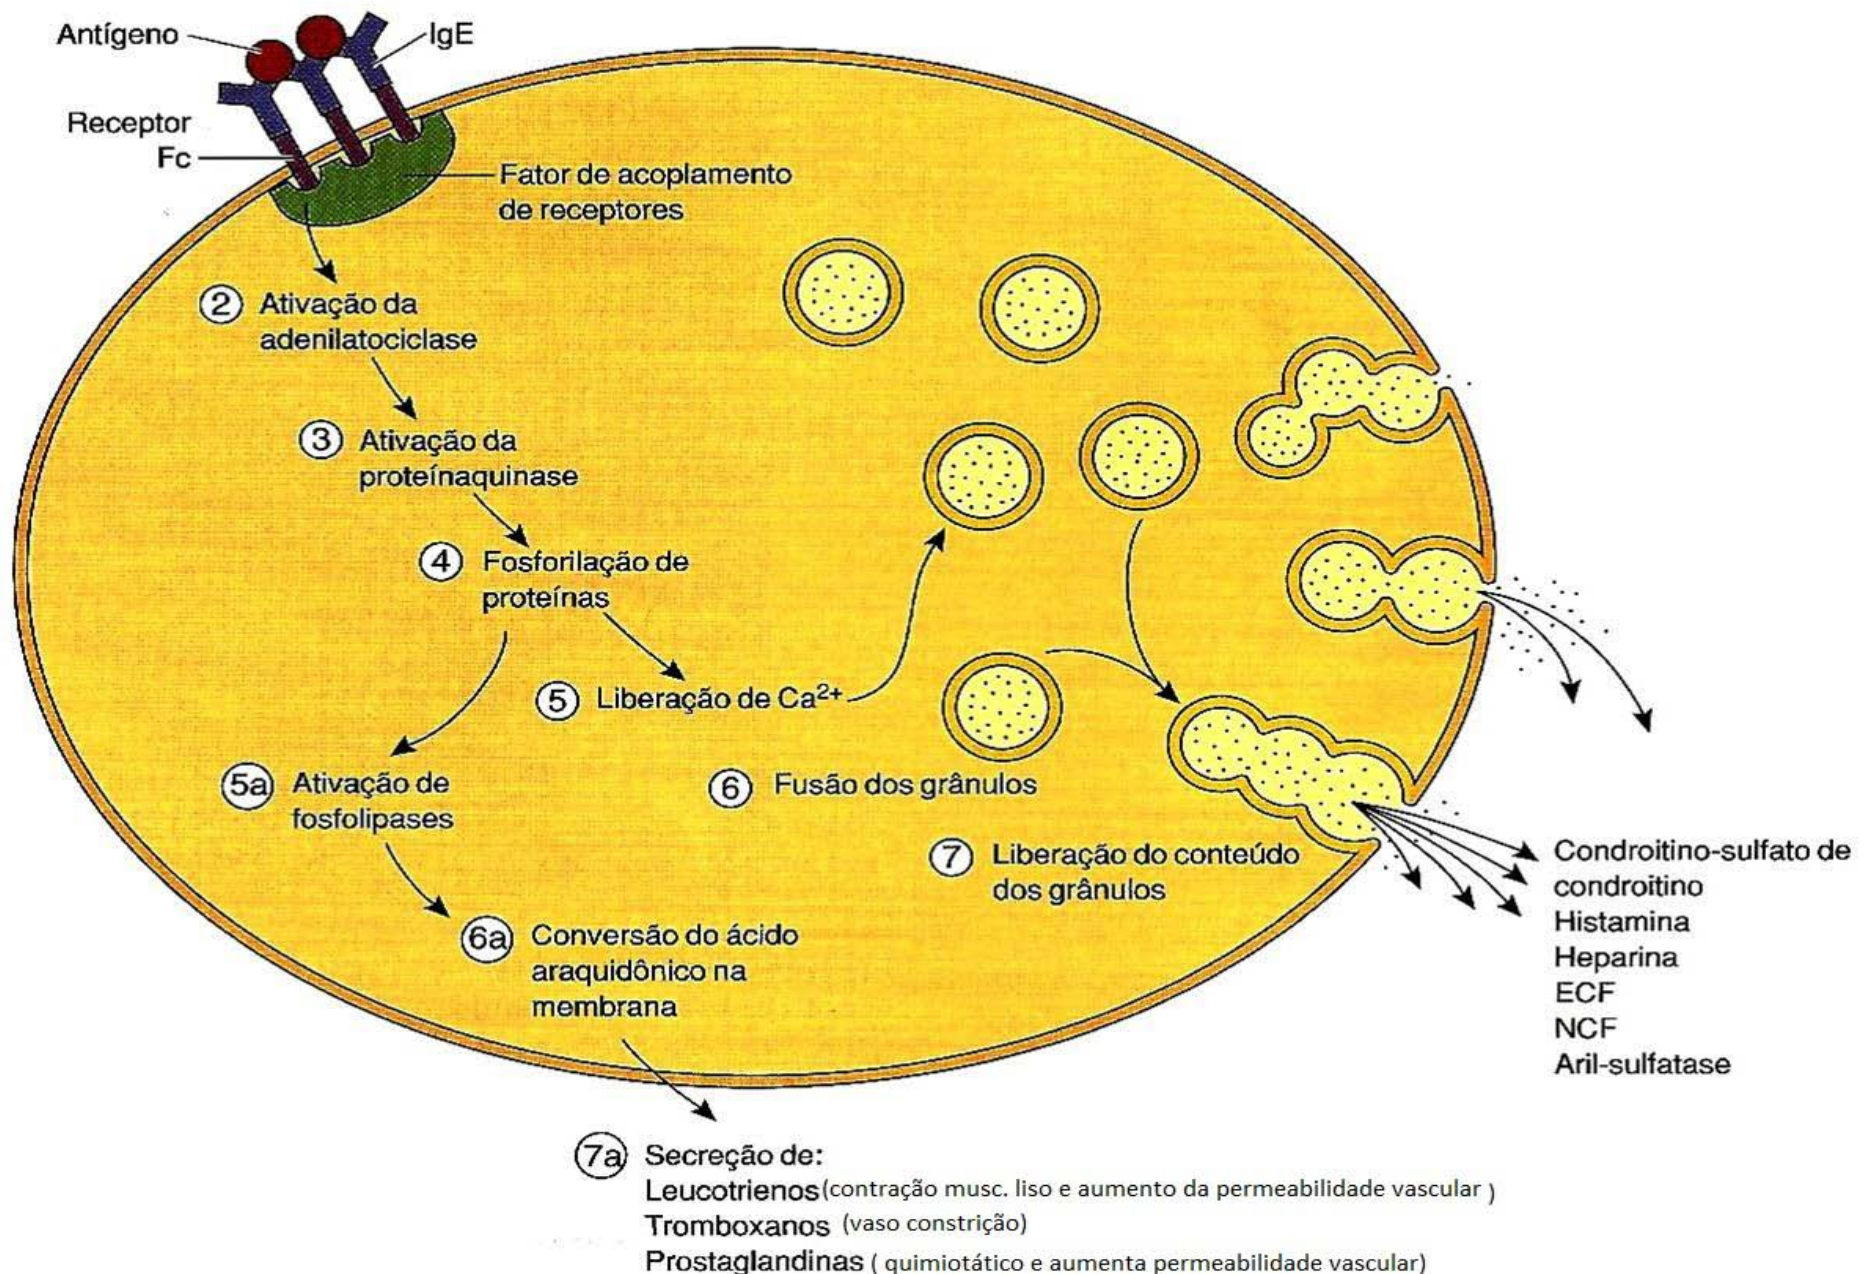 Antígeno
IgE
Receptor
Fc
Fator de acoplamento
de receptores
2 Ativação da
adenilatociclase
3 Ativação da
proteínaquinase
4 Fosforilação de
proteínas
5 Liberação de Ca²⁺
5a Ativação de
fosfolipases
6 Fusão dos grânulos
7 Liberação do conteúdo
dos grânulos
6a Conversão do ácido
araquidônico na
membrana
Condroitino-sulfato de
condroitino
Histamina
Heparina
ECF
NCF
Aril-sulfatase
7a Secreção de:
Leucotrienos (contração musc. liso e aumento da permeabilidade vascular )
Tromboxanos (vaso constrição)
Prostaglandinas ( quimiotático e aumenta permeabilidade vascular)